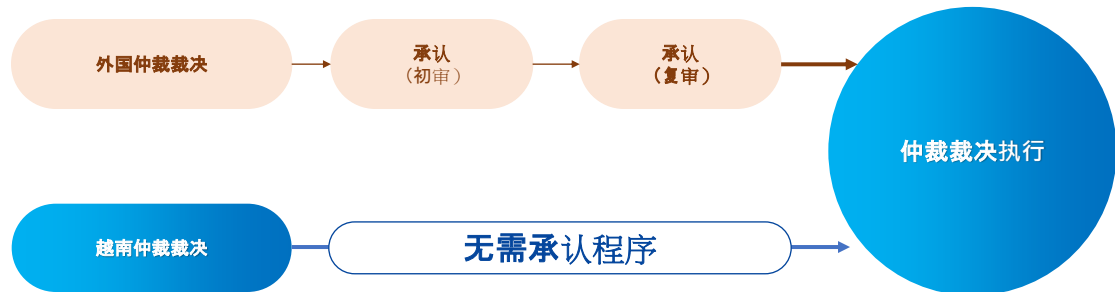 外国仲裁裁决
承认
（初审）
承认
（复审）
仲裁裁决执行
越南仲裁裁决
无需承认程序